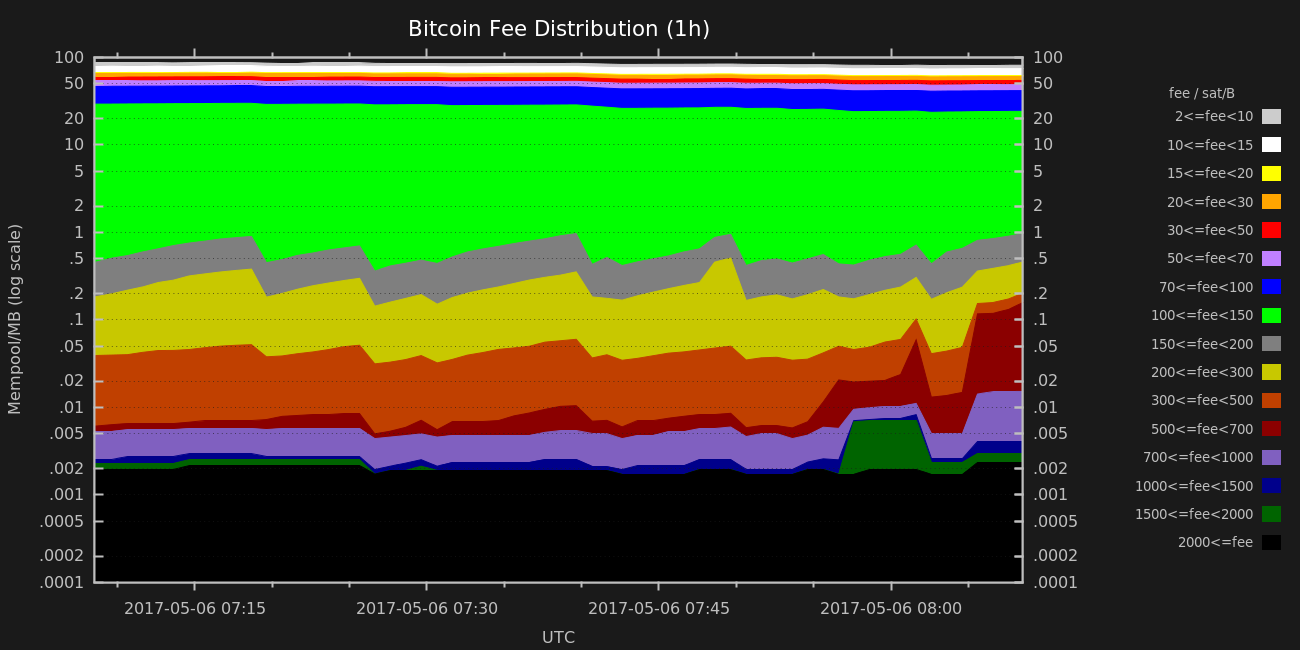 Bitcoin Fee Distribution (1h)
Mempool/MB (log scale)
100
50
20
10
5
2
1
.5
.2
.1
.05
.02
.01
.005
.002
.001
.0005
.0002
.0001
100
50
20
10
5
2
1
.5
.2
.1
.05
.02
.01
.005
.002
.001
.0005
.0002
.0001
2017-05-06 07:15
2017-05-06 07:30
2017-05-06 07:45
2017-05-06 08:00
UTC
fee / sat/B
2<=fee<10
10<=fee<15
15<=fee<20
20<=fee<30
30<=fee<50
50<=fee<70
70<=fee<100
100<=fee<150
150<=fee<200
200<=fee<300
300<=fee<500
500<=fee<700
700<=fee<1000
1000<=fee<1500
1500<=fee<2000
2000<=fee